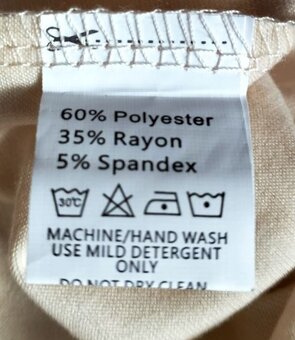 60% Polyester
35% Rayon
5% Spandex
30°C
MACHINE/HAND WASH
USE MILD DETERGENT
ONLY
DO NOT DRY CLEAN